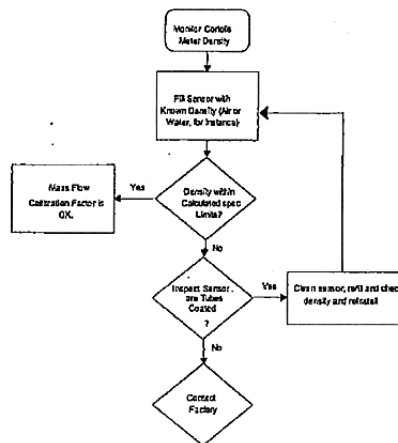 Monitor Coriolis
Meter Density
Fill Sensor with
Known Density (Air or
Water, for Instance)
Yes
Mass Flow
Calibration Factor is
OK.
Density within
Calculated spec
Limits?
No
Inspect Sensor,
are Tubes
Coated
?
Yes
Clean sensor, refill and check
density and reinstall
No
Contact
Factory